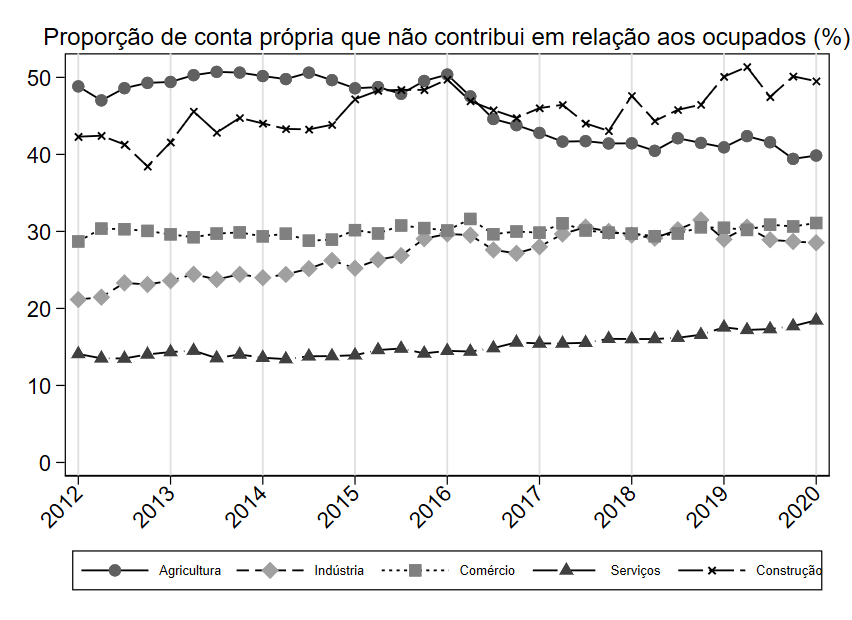 Proporção de conta própria que não contribui em relação aos ocupados (%)
50
40
30
20
10
0
2012 2013 2014 2015 2016 2017 2018 2019 2020
Agricultura Indústria Comércio Serviços Construção